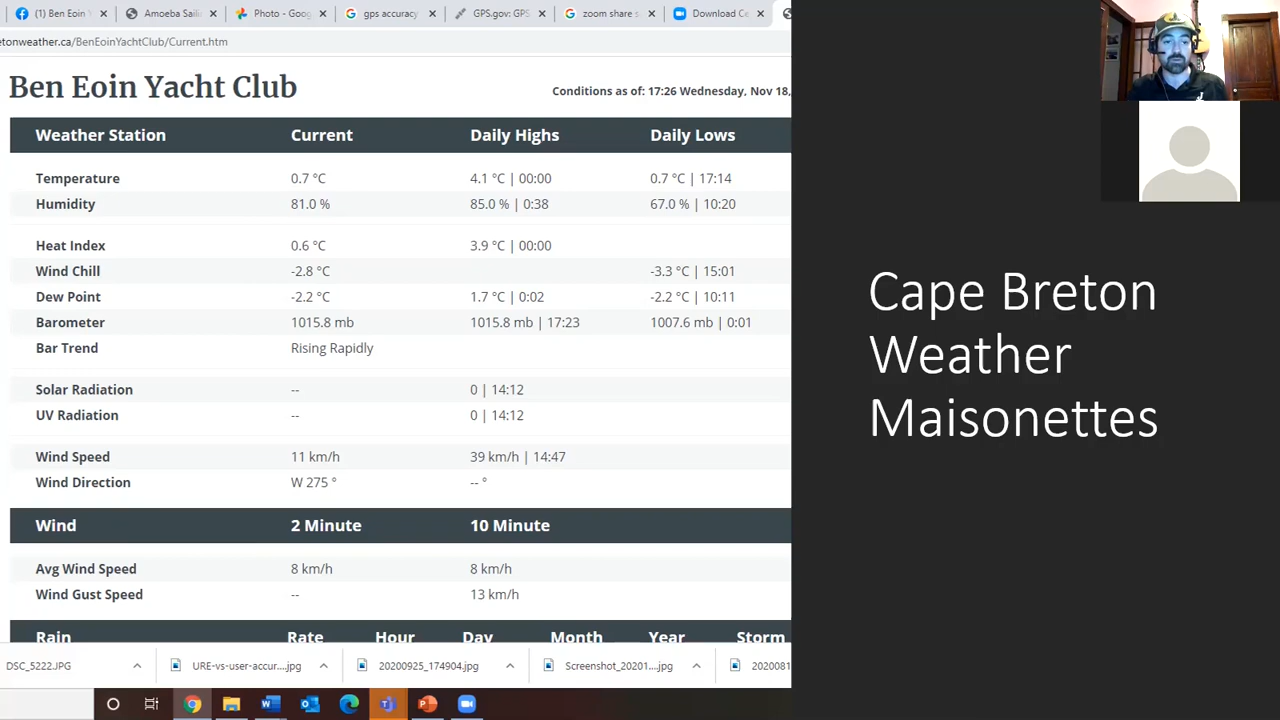 (1) Ben Eoin Y
Amoeba Saili
Photo - Goog
gps accuracy
GPS.gov: GPS
zoom share s
Download Ce
etonweather.ca/BenEoinYachtClub/Current.htm
Ben Eoin Yacht Club
Conditions as of: 17:26 Wednesday, Nov 18,
Weather Station Current Daily Highs Daily Lows
Temperature 0.7 °C 4.1 °C | 00:00 0.7 °C | 17:14
Humidity 81.0 % 85.0 % | 0:38 67.0 % | 10:20
Heat Index 0.6 °C 3.9 °C | 00:00
Wind Chill -2.8 °C -3.3 °C | 15:01
Dew Point -2.2 °C 1.7 °C | 0:02 -2.2 °C | 10:11
Barometer 1015.8 mb 1015.8 mb | 17:23 1007.6 mb | 0:01
Bar Trend Rising Rapidly
Solar Radiation -- 0 | 14:12
UV Radiation -- 0 | 14:12
Wind Speed 11 km/h 39 km/h | 14:47
Wind Direction W 275 ° -- °
Wind 2 Minute 10 Minute
Avg Wind Speed 8 km/h 8 km/h
Wind Gust Speed -- 13 km/h
Rain Rate Hour Day Month Year Storm
DSC_5222.JPG
URE-vs-user-accur....jpg
20200925_174904.jpg
Screenshot_20201....jpg
2020081
Cape Breton
Weather
Maisonettes